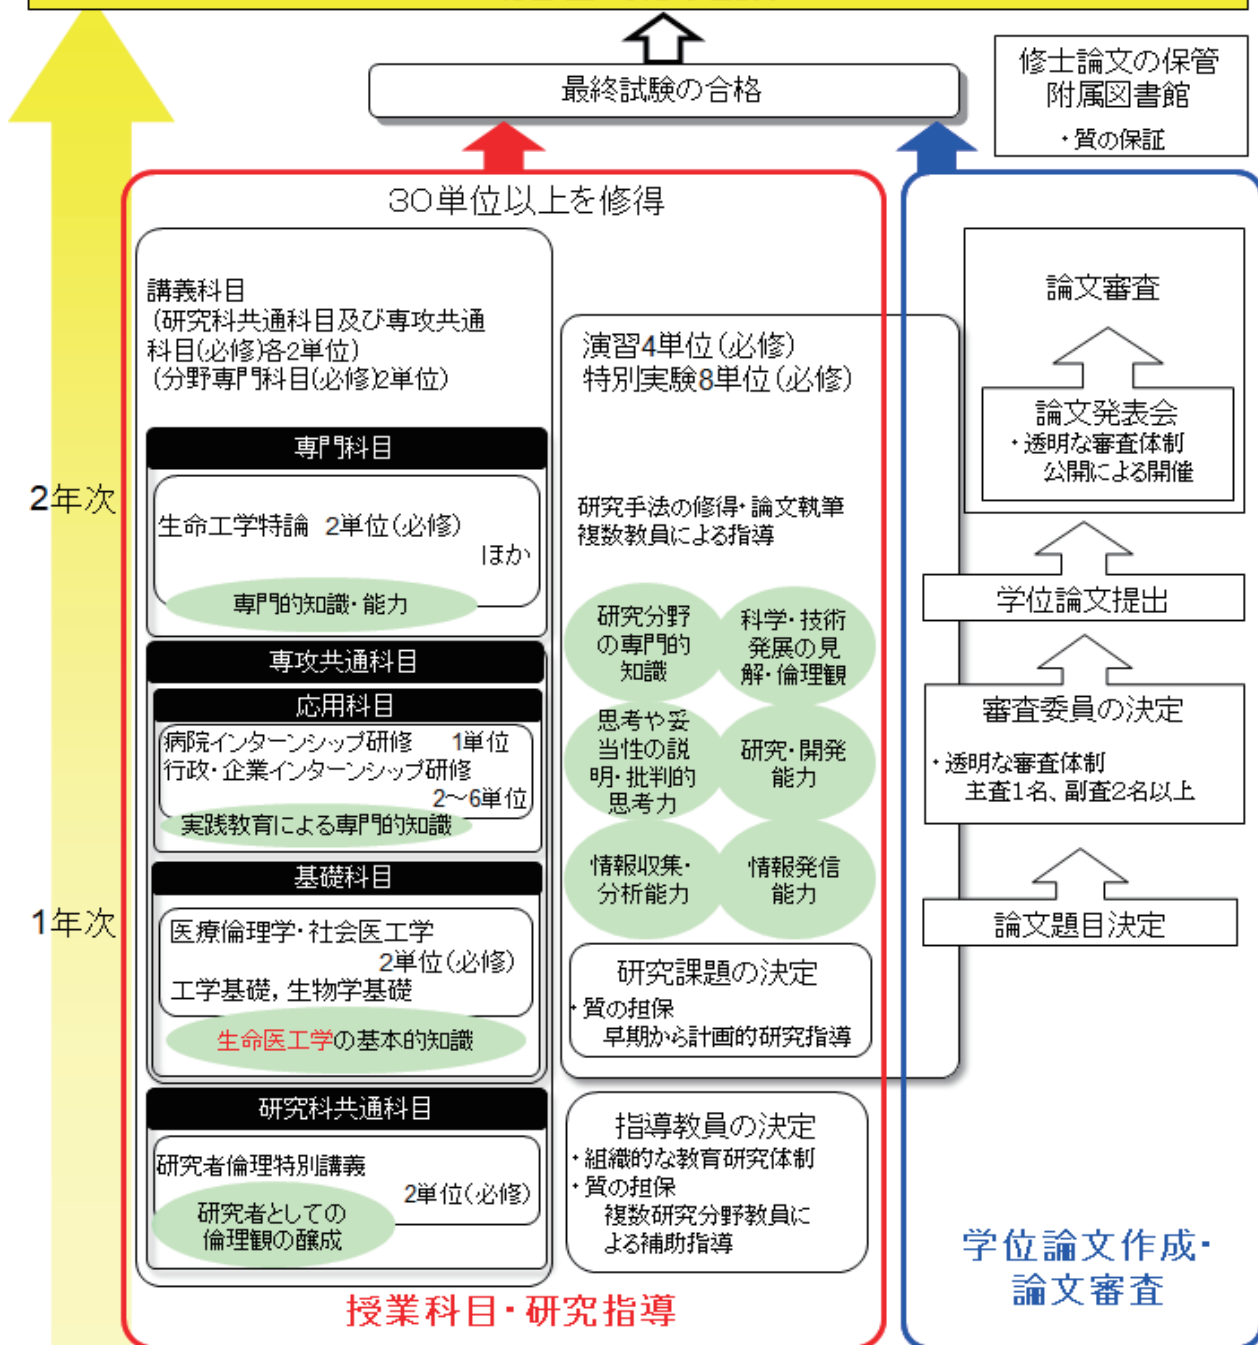 最終試験の合格
修士論文の保管
附属図書館
・質の保証
30単位以上を修得
講義科目
(研究科共通科目及び専攻共通
科目(必修)各2単位)
(分野専門科目(必修)2単位)
専門科目
生命工学特論 2単位(必修)
ほか
専門的知識・能力
専攻共通科目
応用科目
病院インターンシップ研修 1単位
行政・企業インターンシップ研修
2～6単位
実践教育による専門的知識
基礎科目
医療倫理学・社会医工学
2単位(必修)
工学基礎, 生物学基礎
生命医工学の基本的知識
研究科共通科目
研究者倫理特別講義
2単位(必修)
研究者としての
倫理観の醸成
演習4単位(必修)
特別実験8単位(必修)
研究手法の修得・論文執筆
複数教員による指導
研究分野
の専門的
知識
科学・技術
発展の見
解・倫理観
思考や妥
当性の説
明・批判的
思考力
研究・開発
能力
情報収集・
分析能力
情報発信
能力
研究課題の決定
・質の担保
早期から計画的研究指導
指導教員の決定
・組織的な教育研究体制
・質の担保
複数研究分野教員に
よる補助指導
授業科目・研究指導
論文審査
論文発表会
・透明な審査体制
公開による開催
学位論文提出
審査委員の決定
・透明な審査体制
主査1名、副査2名以上
論文題目決定
学位論文作成・
論文審査
2年次
1年次